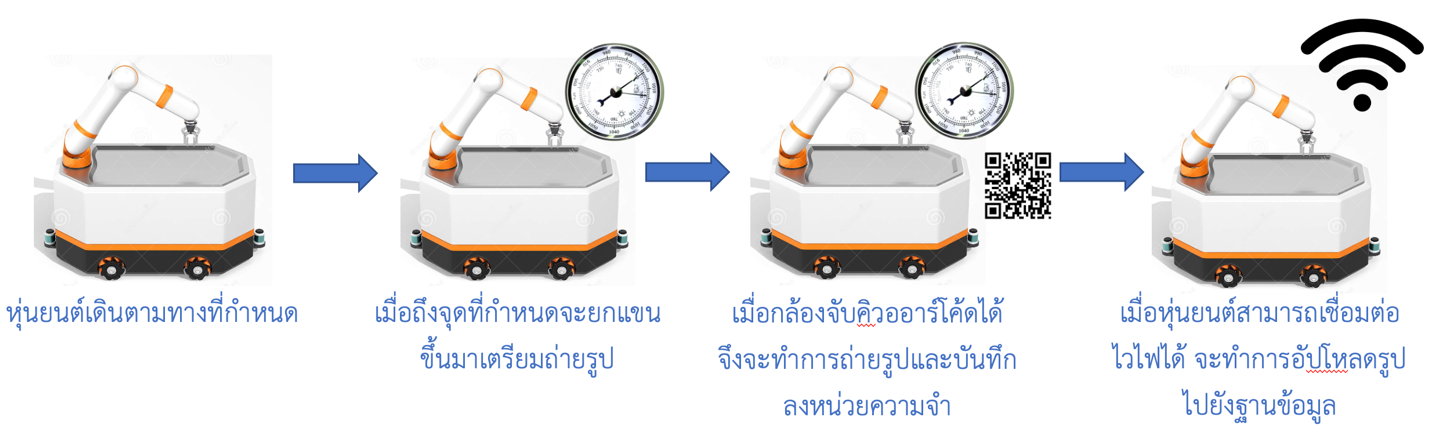 หุ่นยนต์เดินตามทางที่กำหนด
เมื่อถึงจุดที่กำหนดจะยกแขน
ขึ้นมาเตรียมถ่ายรูป
เมื่อกล้องจับคิวออาร์โค้ดได้
จึงจะทำการถ่ายรูปและบันทึก
ลงหน่วยความจำ
เมื่อหุ่นยนต์สามารถเชื่อมต่อ
ไวไฟได้ จะทำการอัปโหลดรูป
ไปยังฐานข้อมูล